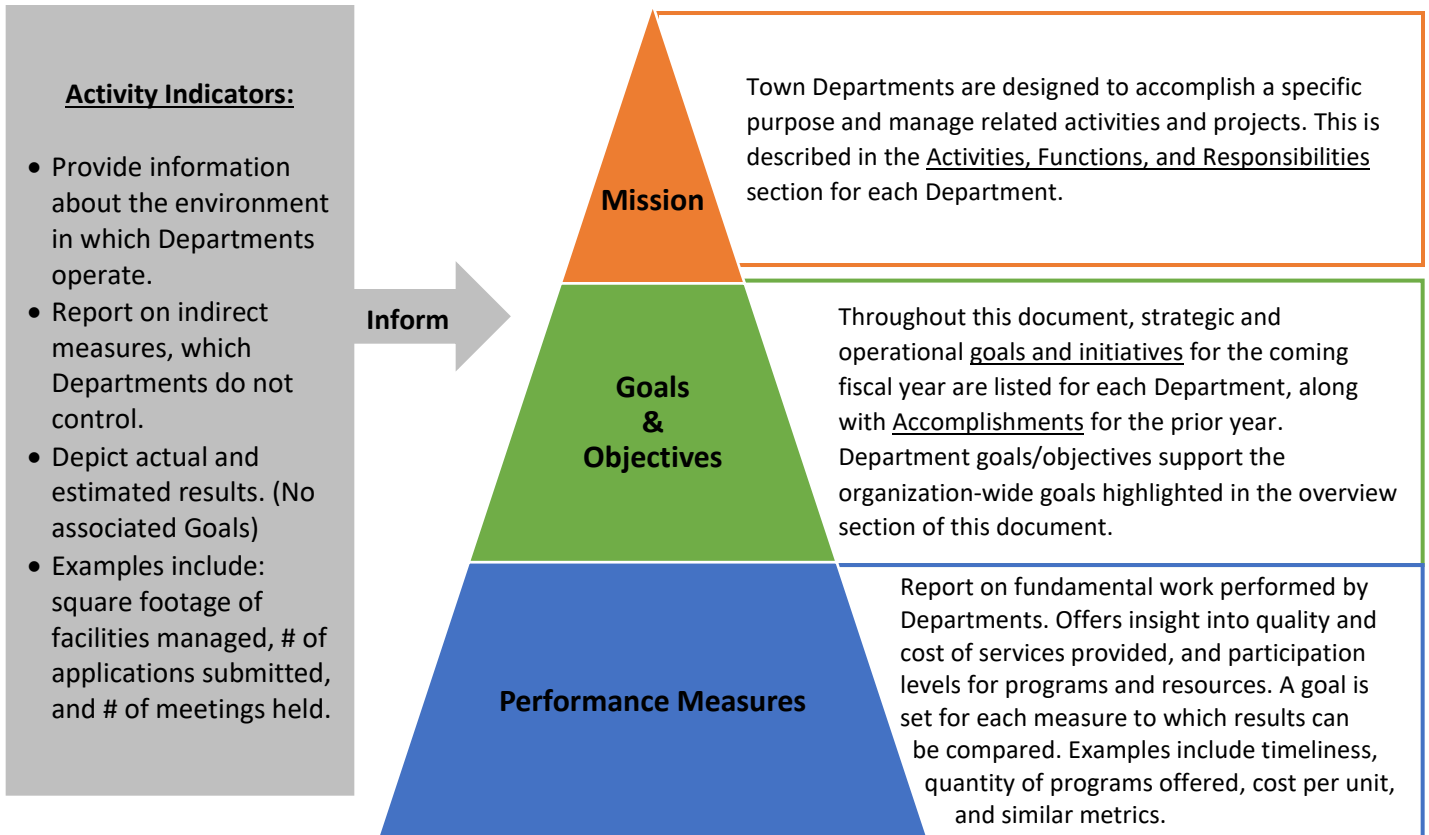 Activity Indicators:
• Provide information
about the environment
in which Departments
operate.
• Report on indirect
measures, which
Departments do not
control.
• Depict actual and
estimated results. (No
associated Goals)
• Examples include:
square footage of
facilities managed, # of
applications submitted,
and # of meetings held.
Inform
Mission
Town Departments are designed to accomplish a specific
purpose and manage related activities and projects. This is
described in the Activities, Functions, and Responsibilities
section for each Department.
Goals
&
Objectives
Throughout this document, strategic and
operational goals and initiatives for the coming
fiscal year are listed for each Department, along
with Accomplishments for the prior year.
Department goals/objectives support the
organization-wide goals highlighted in the overview
section of this document.
Performance Measures
Report on fundamental work performed by
Departments. Offers insight into quality and
cost of services provided, and participation
levels for programs and resources. A goal is
set for each measure to which results can
be compared. Examples include timeliness,
quantity of programs offered, cost per unit,
and similar metrics.